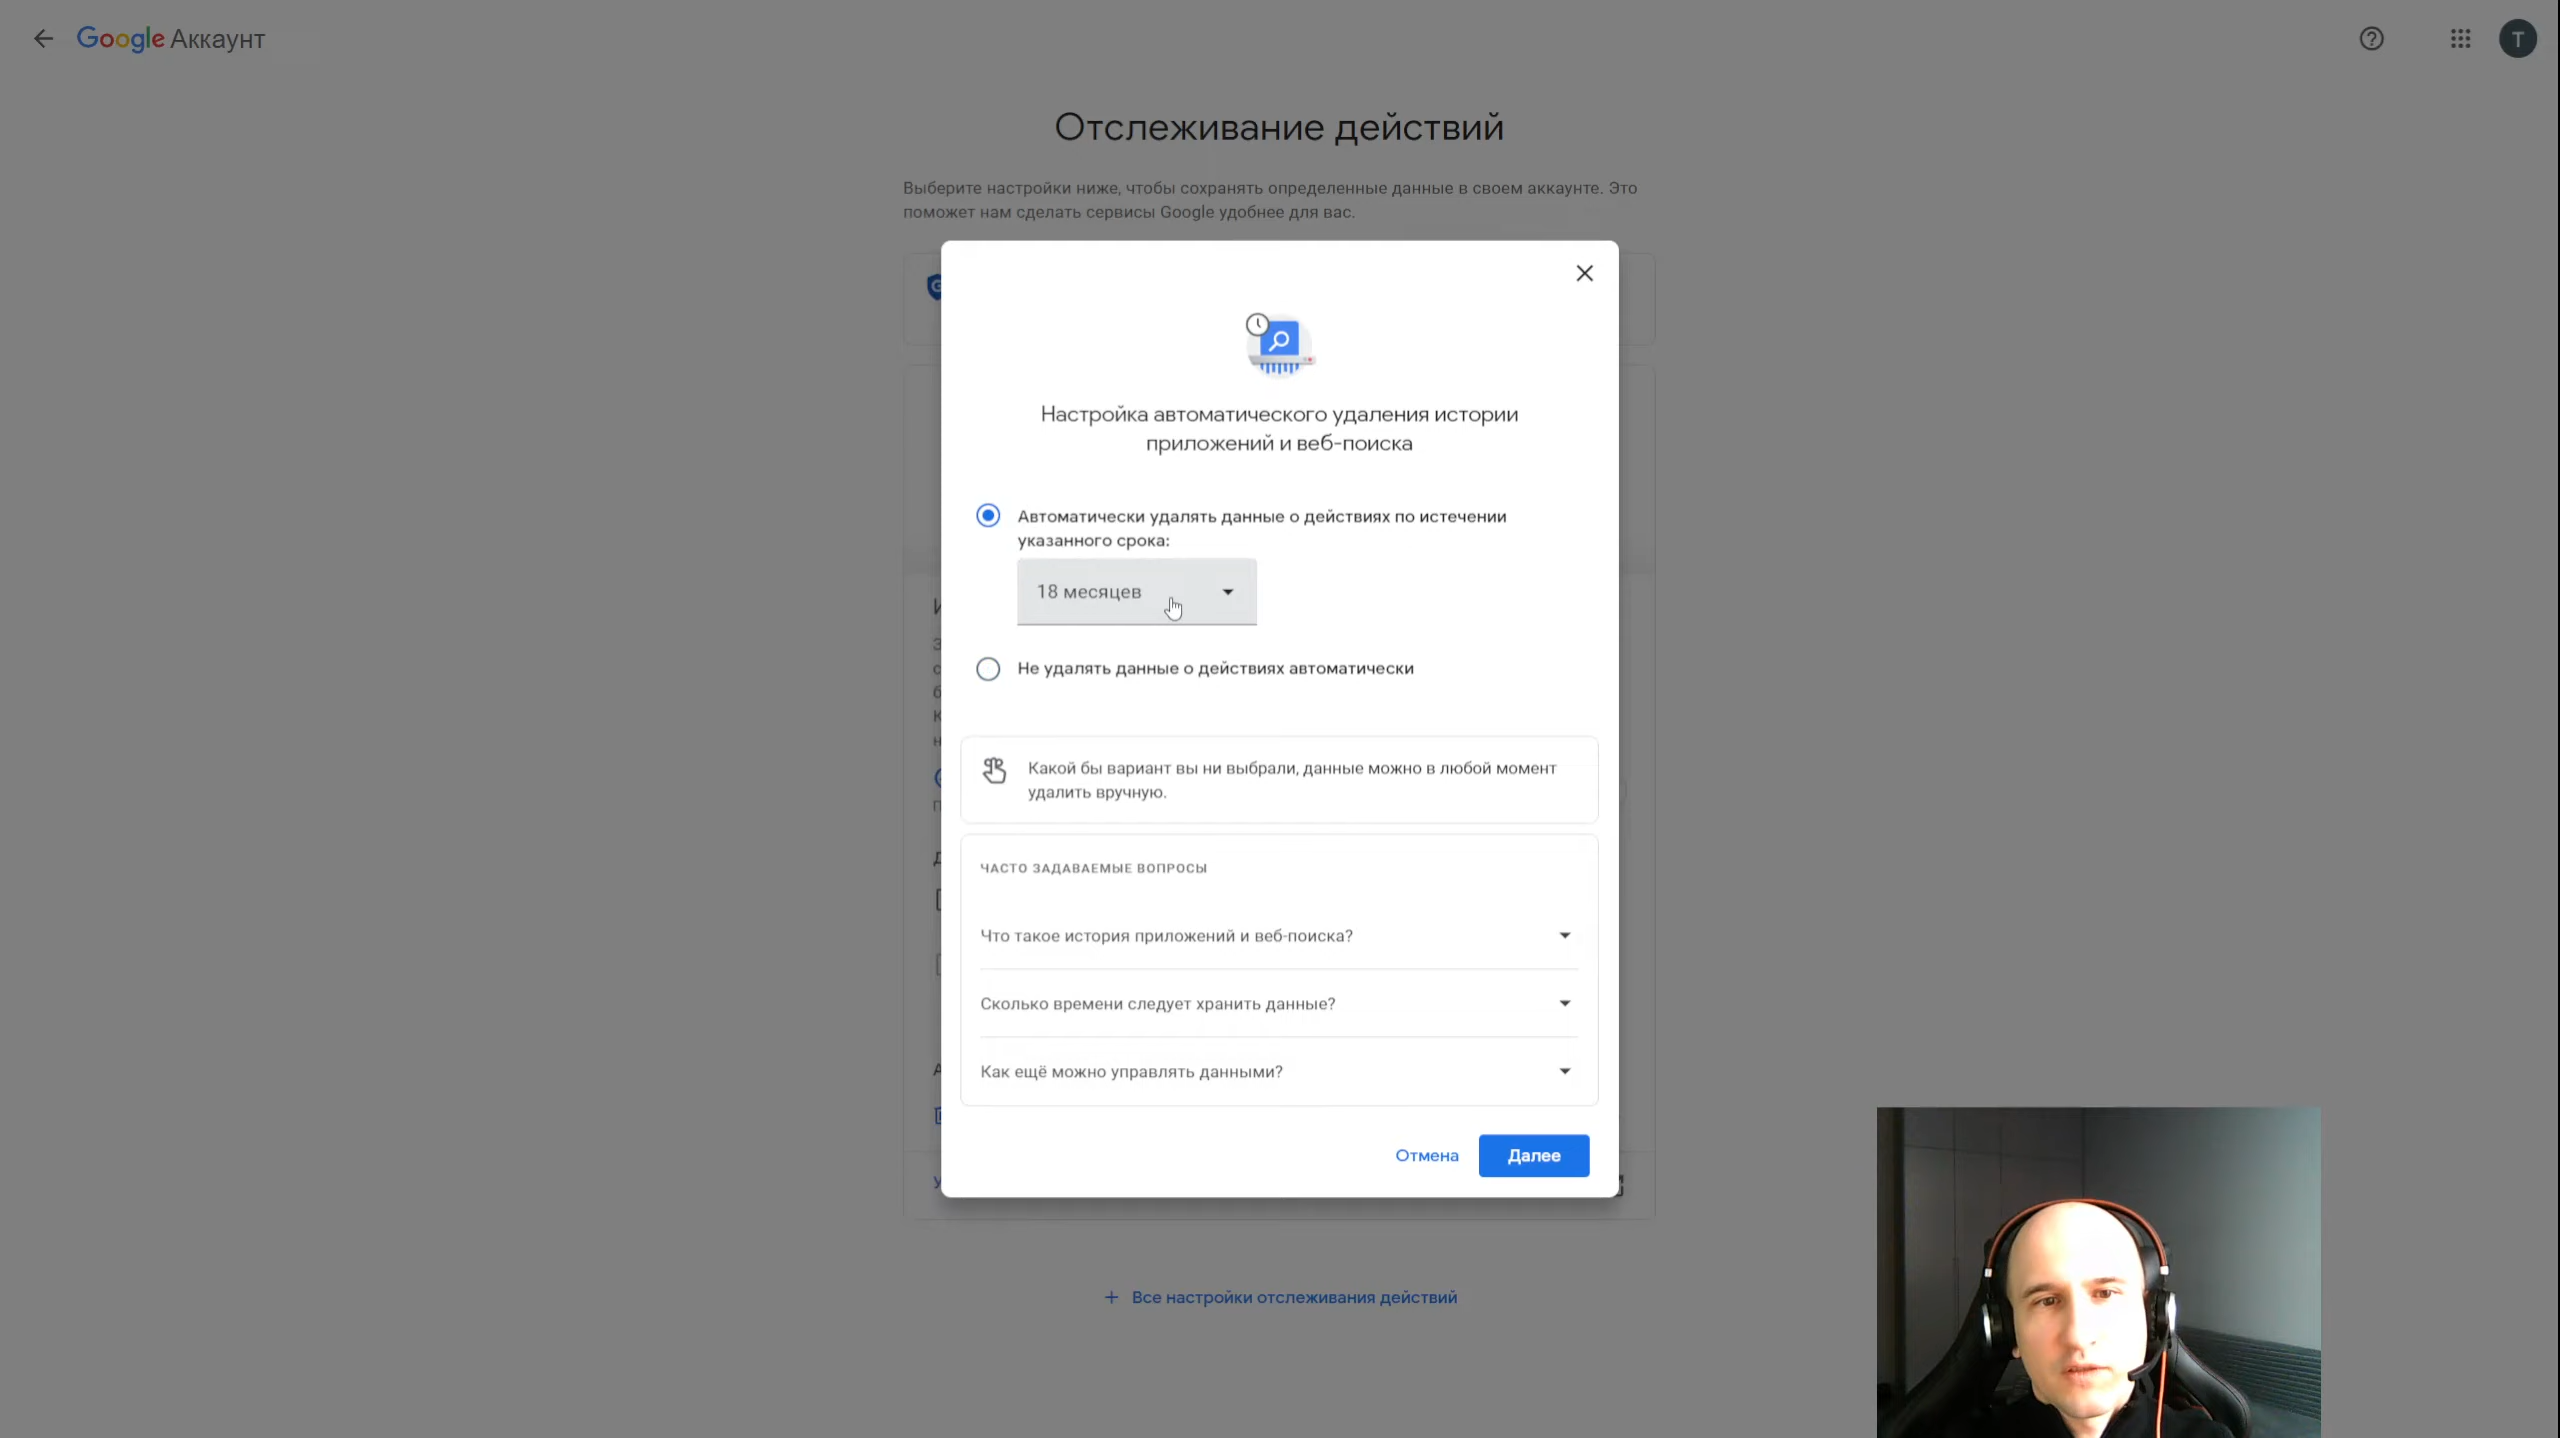 Google Аккаунт
T
Отслеживание действий
Выберите настройки ниже, чтобы сохранять определенные данные в своем аккаунте. Это
поможет нам сделать сервисы Google удобнее для вас.
Настройка автоматического удаления истории
приложений и веб-поиска
Автоматически удалять данные о действиях по истечении
указанного срока:
18 месяцев
Не удалять данные о действиях автоматически
Какой бы вариант вы ни выбрали, данные можно в любой момент
удалить вручную.
ЧАСТО ЗАДАВАЕМЫЕ ВОПРОСЫ
Что такое история приложений и веб-поиска?
Сколько времени следует хранить данные?
Как ещё можно управлять данными?
Отмена
Далее
Все настройки отслеживания действий